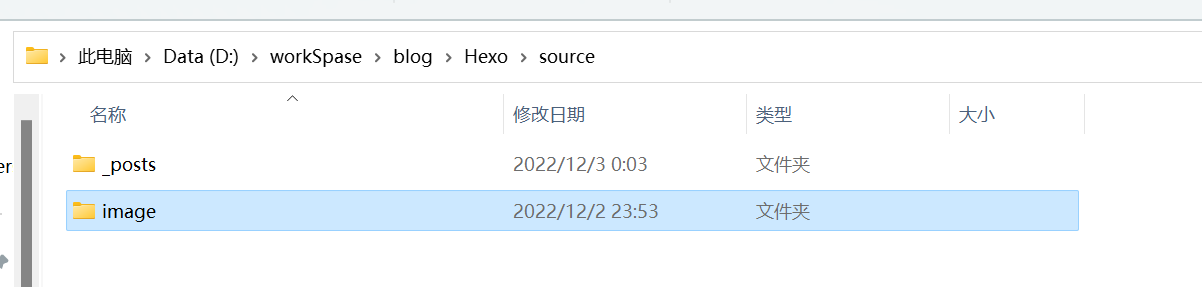 此电脑 > Data (D:) > workSpase > blog > Hexo > source
名称 修改日期 类型 大小
er
_posts 2022/12/3 0:03 文件夹
image 2022/12/2 23:53 文件夹